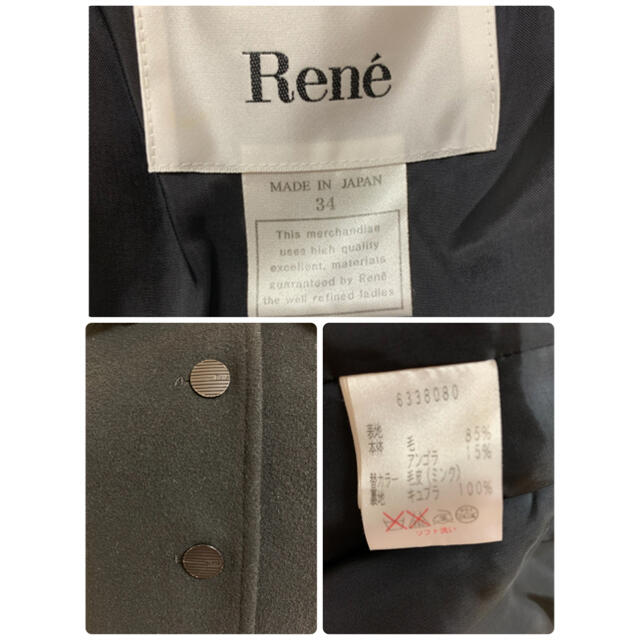 René
MADE IN JAPAN
34
This merchandise
uses high quality
excellent, materials
guaranteed by René
the well refined ladies
6338080
表地
本体 毛 85%
アンゴラ 15%
替カラー 毛皮(ミンク)
裏地 キュプラ 100%
ソフト洗い